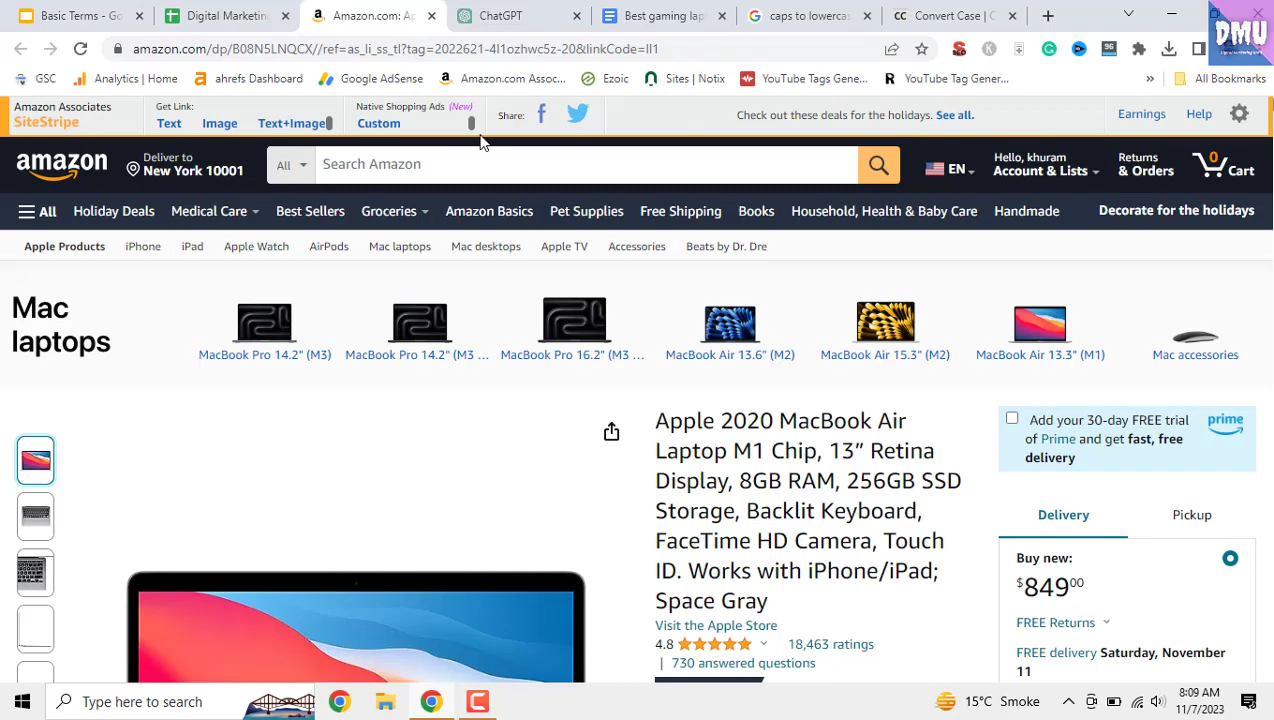 Basic Terms - Go
Digital Marketing
Amazon.com: Ap
ChatGPT
Best gaming lap
caps to lowercas
CC Convert Case | C
DMU
amazon.com/dp/B08N5LNQCX//ref=as_li_ss_tl?tag=2022621-4l1ozhwc5z-20&linkCode=ll1
96
GSC
Analytics | Home
ahrefs Dashboard
Google AdSense
Amazon.com Assoc...
Ezoic
Sites | Notix
YouTube Tags Gene...
YouTube Tag Gener...
»
All Bookmarks
Amazon Associates
SiteStripe
Get Link:
Text Image Text+Image
Native Shopping Ads (New)
Custom
Share:
Check out these deals for the holidays. See all.
Earnings Help
amazon
Deliver to
New York 10001
All
Search Amazon
EN
Hello, khuram
Account & Lists
Returns
& Orders
0
Cart
All Holiday Deals Medical Care Best Sellers Groceries Amazon Basics Pet Supplies Free Shipping Books Household, Health & Baby Care Handmade
Decorate for the holidays
Apple Products iPhone iPad Apple Watch AirPods Mac laptops Mac desktops Apple TV Accessories Beats by Dr. Dre
Mac
laptops
MacBook Pro 14.2" (M3)
MacBook Pro 14.2" (M3 ...
MacBook Pro 16.2" (M3 ...
MacBook Air 13.6" (M2)
MacBook Air 15.3" (M2)
MacBook Air 13.3" (M1)
Mac accessories
Apple 2020 MacBook Air
Laptop M1 Chip, 13” Retina
Display, 8GB RAM, 256GB SSD
Storage, Backlit Keyboard,
FaceTime HD Camera, Touch
ID. Works with iPhone/iPad;
Space Gray
Visit the Apple Store
4.8
18,463 ratings
| 730 answered questions
Add your 30-day FREE trial
of Prime and get fast, free
delivery
prime
Delivery
Pickup
Buy new:
$849.00
FREE Returns
FREE delivery Saturday, November
11
Type here to search
15°C Smoke
8:09 AM
11/7/2023